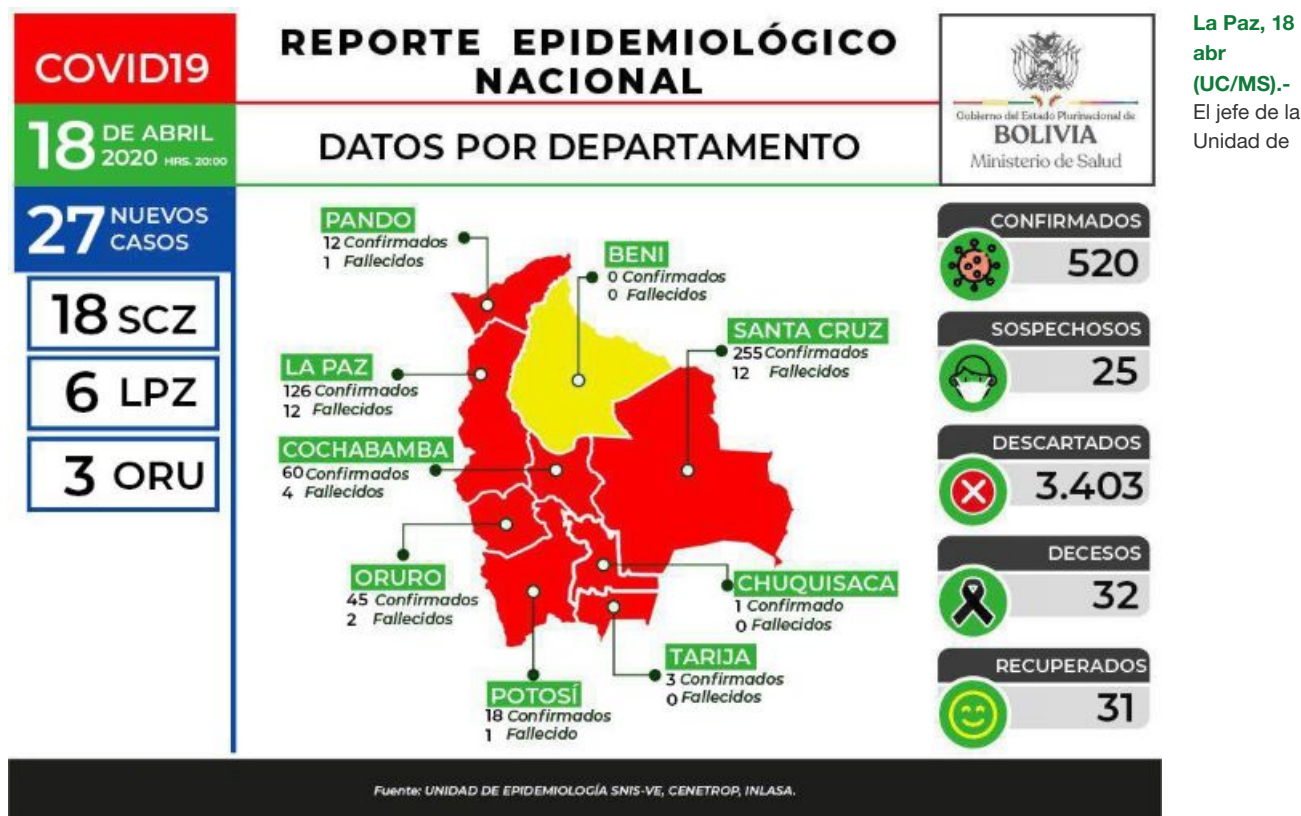 COVID19
18 DE ABRIL
2020 HRS. 20:00
27 NUEVOS
CASOS
18 SCZ
6 LPZ
3 ORU
REPORTE EPIDEMIOLÓGICO
NACIONAL
DATOS POR DEPARTAMENTO
Gobierno del Estado Plurinacional de
BOLIVIA
Ministerio de Salud
PANDO
12 Confirmados
1 Fallecidos
BENI
0 Confirmados
0 Fallecidos
SANTA CRUZ
255 Confirmados
12 Fallecidos
LA PAZ
126 Confirmados
12 Fallecidos
COCHABAMBA
60 Confirmados
4 Fallecidos
ORURO
45 Confirmados
2 Fallecidos
CHUQUISACA
1 Confirmado
0 Fallecidos
TARIJA
3 Confirmados
0 Fallecidos
POTOSÍ
18 Confirmados
1 Fallecido
CONFIRMADOS
520
SOSPECHOSOS
25
DESCARTADOS
3.403
DECESOS
32
RECUPERADOS
31
Fuente: UNIDAD DE EPIDEMIOLOGÍA SNIS-VE, CENETROP, INLASA.
La Paz, 18
abr
(UC/MS).-
El jefe de la
Unidad de